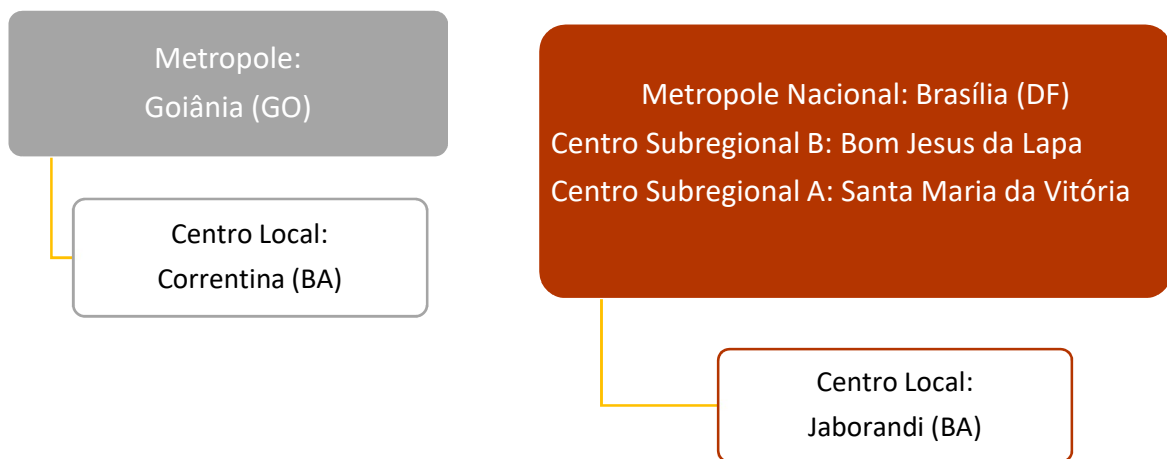 Metropole:
Goiânia (GO)
Centro Local:
Correntina (BA)
Metropole Nacional: Brasília (DF)
Centro Subregional B: Bom Jesus da Lapa
Centro Subregional A: Santa Maria da Vitória
Centro Local:
Jaborandi (BA)